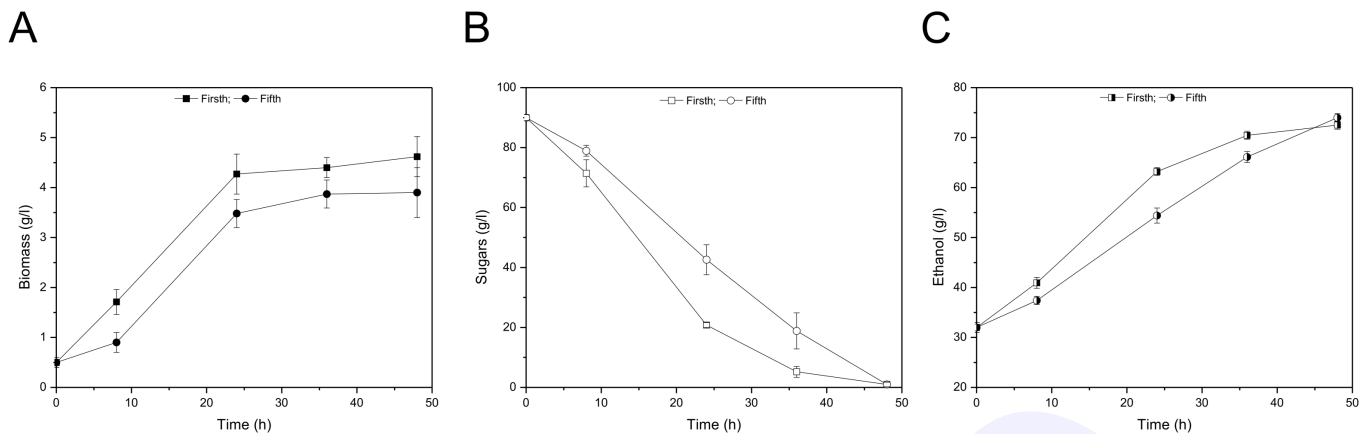 A
B
C
Firsth; Fifth
Biomass (g/l)
6
5
4
3
2
1
0
0 10 20 30 40 50
Time (h)
Firsth; Fifth
Sugars (g/l)
100
80
60
40
20
0
0 10 20 30 40 50
Time (h)
Firsth; Fifth
Ethanol (g/l)
80
70
60
50
40
30
20
0 10 20 30 40 50
Time (h)